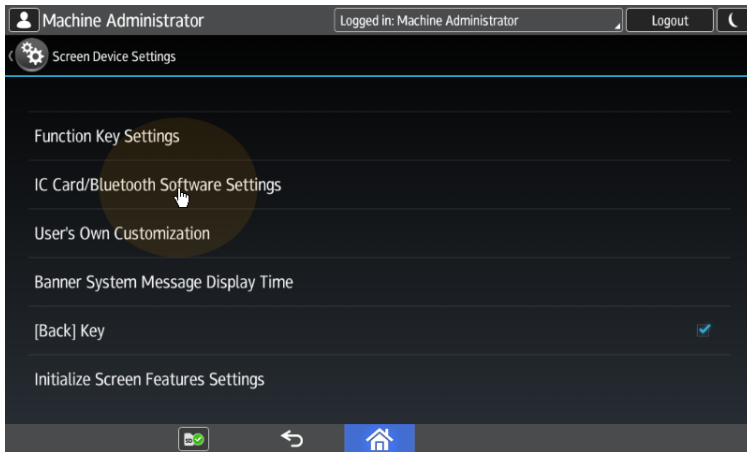 Machine Administrator
Logged in: Machine Administrator
Logout
Screen Device Settings
Function Key Settings
IC Card/Bluetooth Software Settings
User's Own Customization
Banner System Message Display Time
[Back] Key
Initialize Screen Features Settings
SD